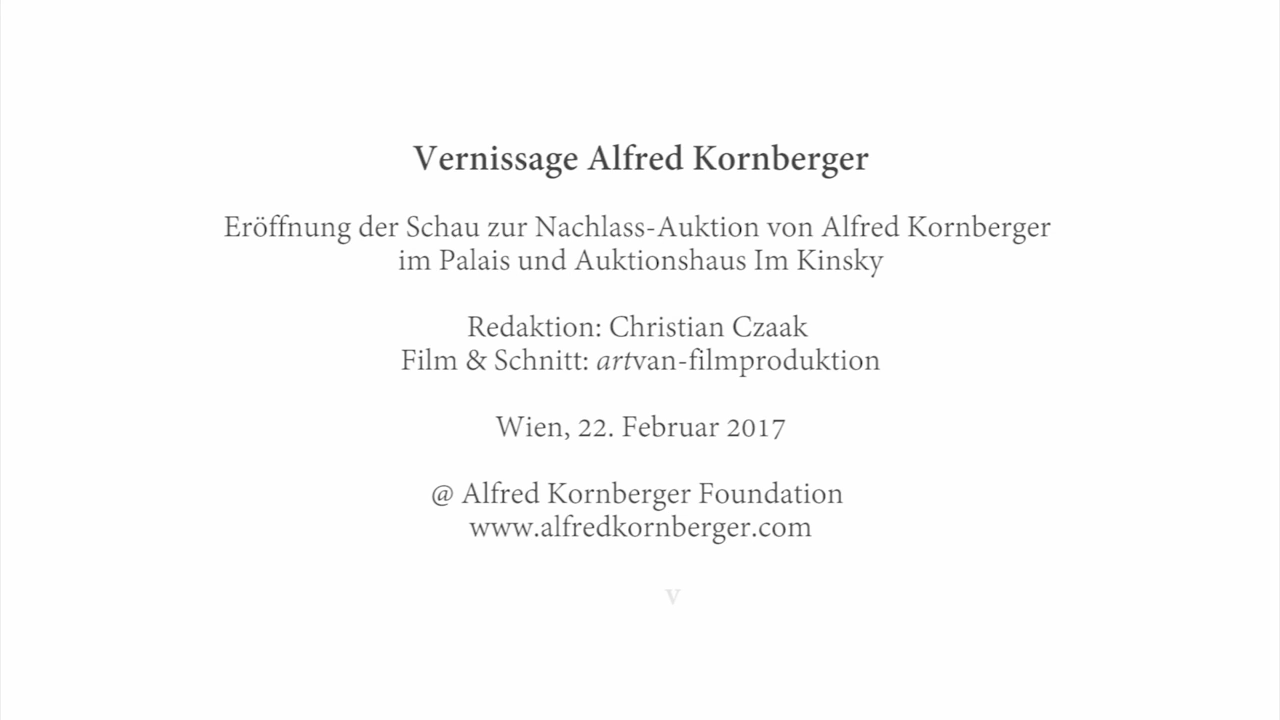 Vernissage Alfred Kornberger
Eröffnung der Schau zur Nachlass-Auktion von Alfred Kornberger
im Palais und Auktionshaus Im Kinsky
Redaktion: Christian Czaak
Film & Schnitt: artvan-filmproduktion
Wien, 22. Februar 2017
@ Alfred Kornberger Foundation
www.alfredkornberger.com
v